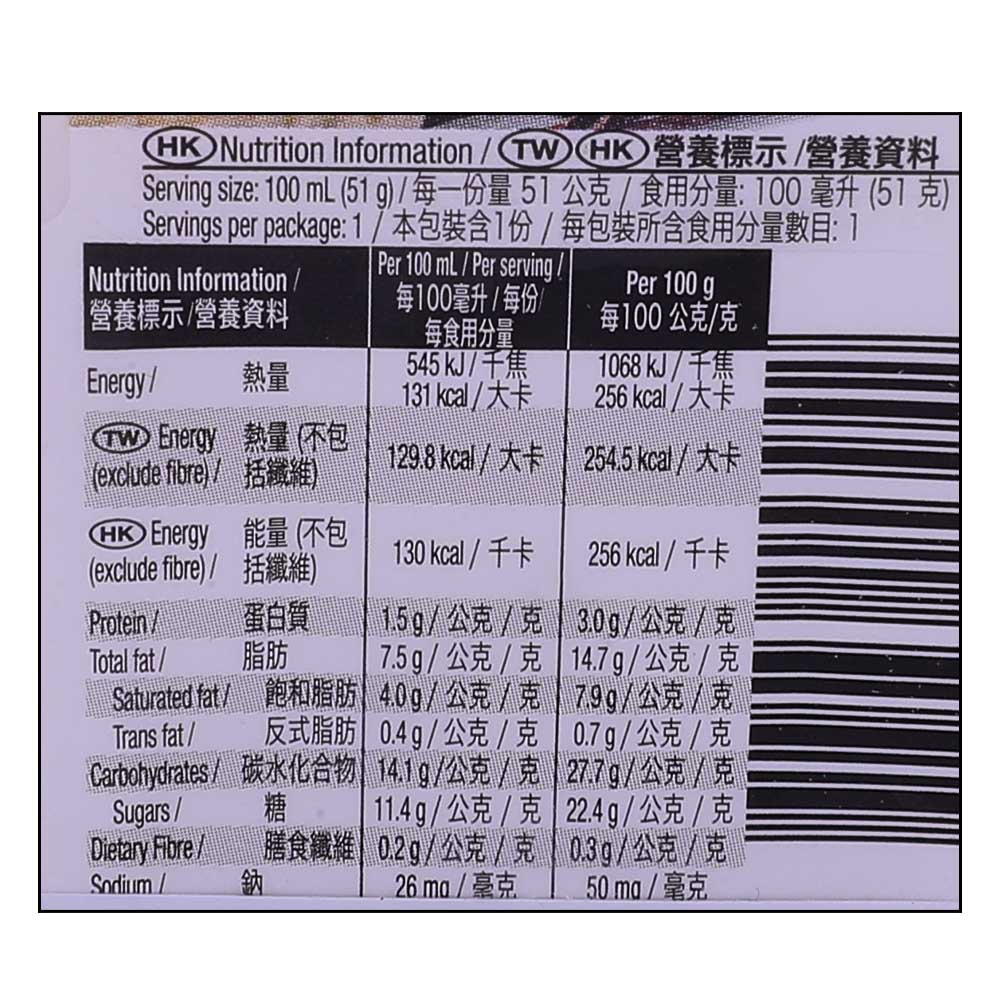 HK Nutrition Information / TW HK 營養標示 /營養資料
Serving size: 100 mL (51 g) / 每一份量 51 公克 / 食用分量: 100 毫升 (51 克)
Servings per package: 1 / 本包裝含1份 / 每包裝所含食用分量數目: 1
Nutrition Information / 營養標示/營養資料
Per 100 mL / Per serving / 每100毫升 / 每份/ 每食用分量
Per 100 g 每100 公克/克
Energy / 熱量 545 kJ / 千焦 1068 kJ / 千焦
131 kcal / 大卡 256 kcal / 大卡
TW Energy 熱量 (不包
(exclude fibre) / 括纖維) 129.8 kcal / 大卡 254.5 kcal / 大卡
HK Energy 能量 (不包
(exclude fibre) / 括纖維) 130 kcal / 千卡 256 kcal / 千卡
Protein / 蛋白質 1.5 g / 公克 / 克 3.0 g / 公克 / 克
Total fat / 脂肪 7.5 g / 公克 / 克 14.7 g / 公克 / 克
Saturated fat / 飽和脂肪 4.0 g / 公克 / 克 7.9 g / 公克 / 克
Trans fat / 反式脂肪 0.4 g / 公克 / 克 0.7 g / 公克 / 克
Carbohydrates / 碳水化合物 14.1 g / 公克 / 克 27.7 g / 公克 / 克
Sugars / 糖 11.4 g / 公克 / 克 22.4 g / 公克 / 克
Dietary Fibre / 膳食纖維 0.2 g / 公克 / 克 0.3 g / 公克 / 克
Sodium / 鈉 26 mg / 毫克 50 mg / 毫克